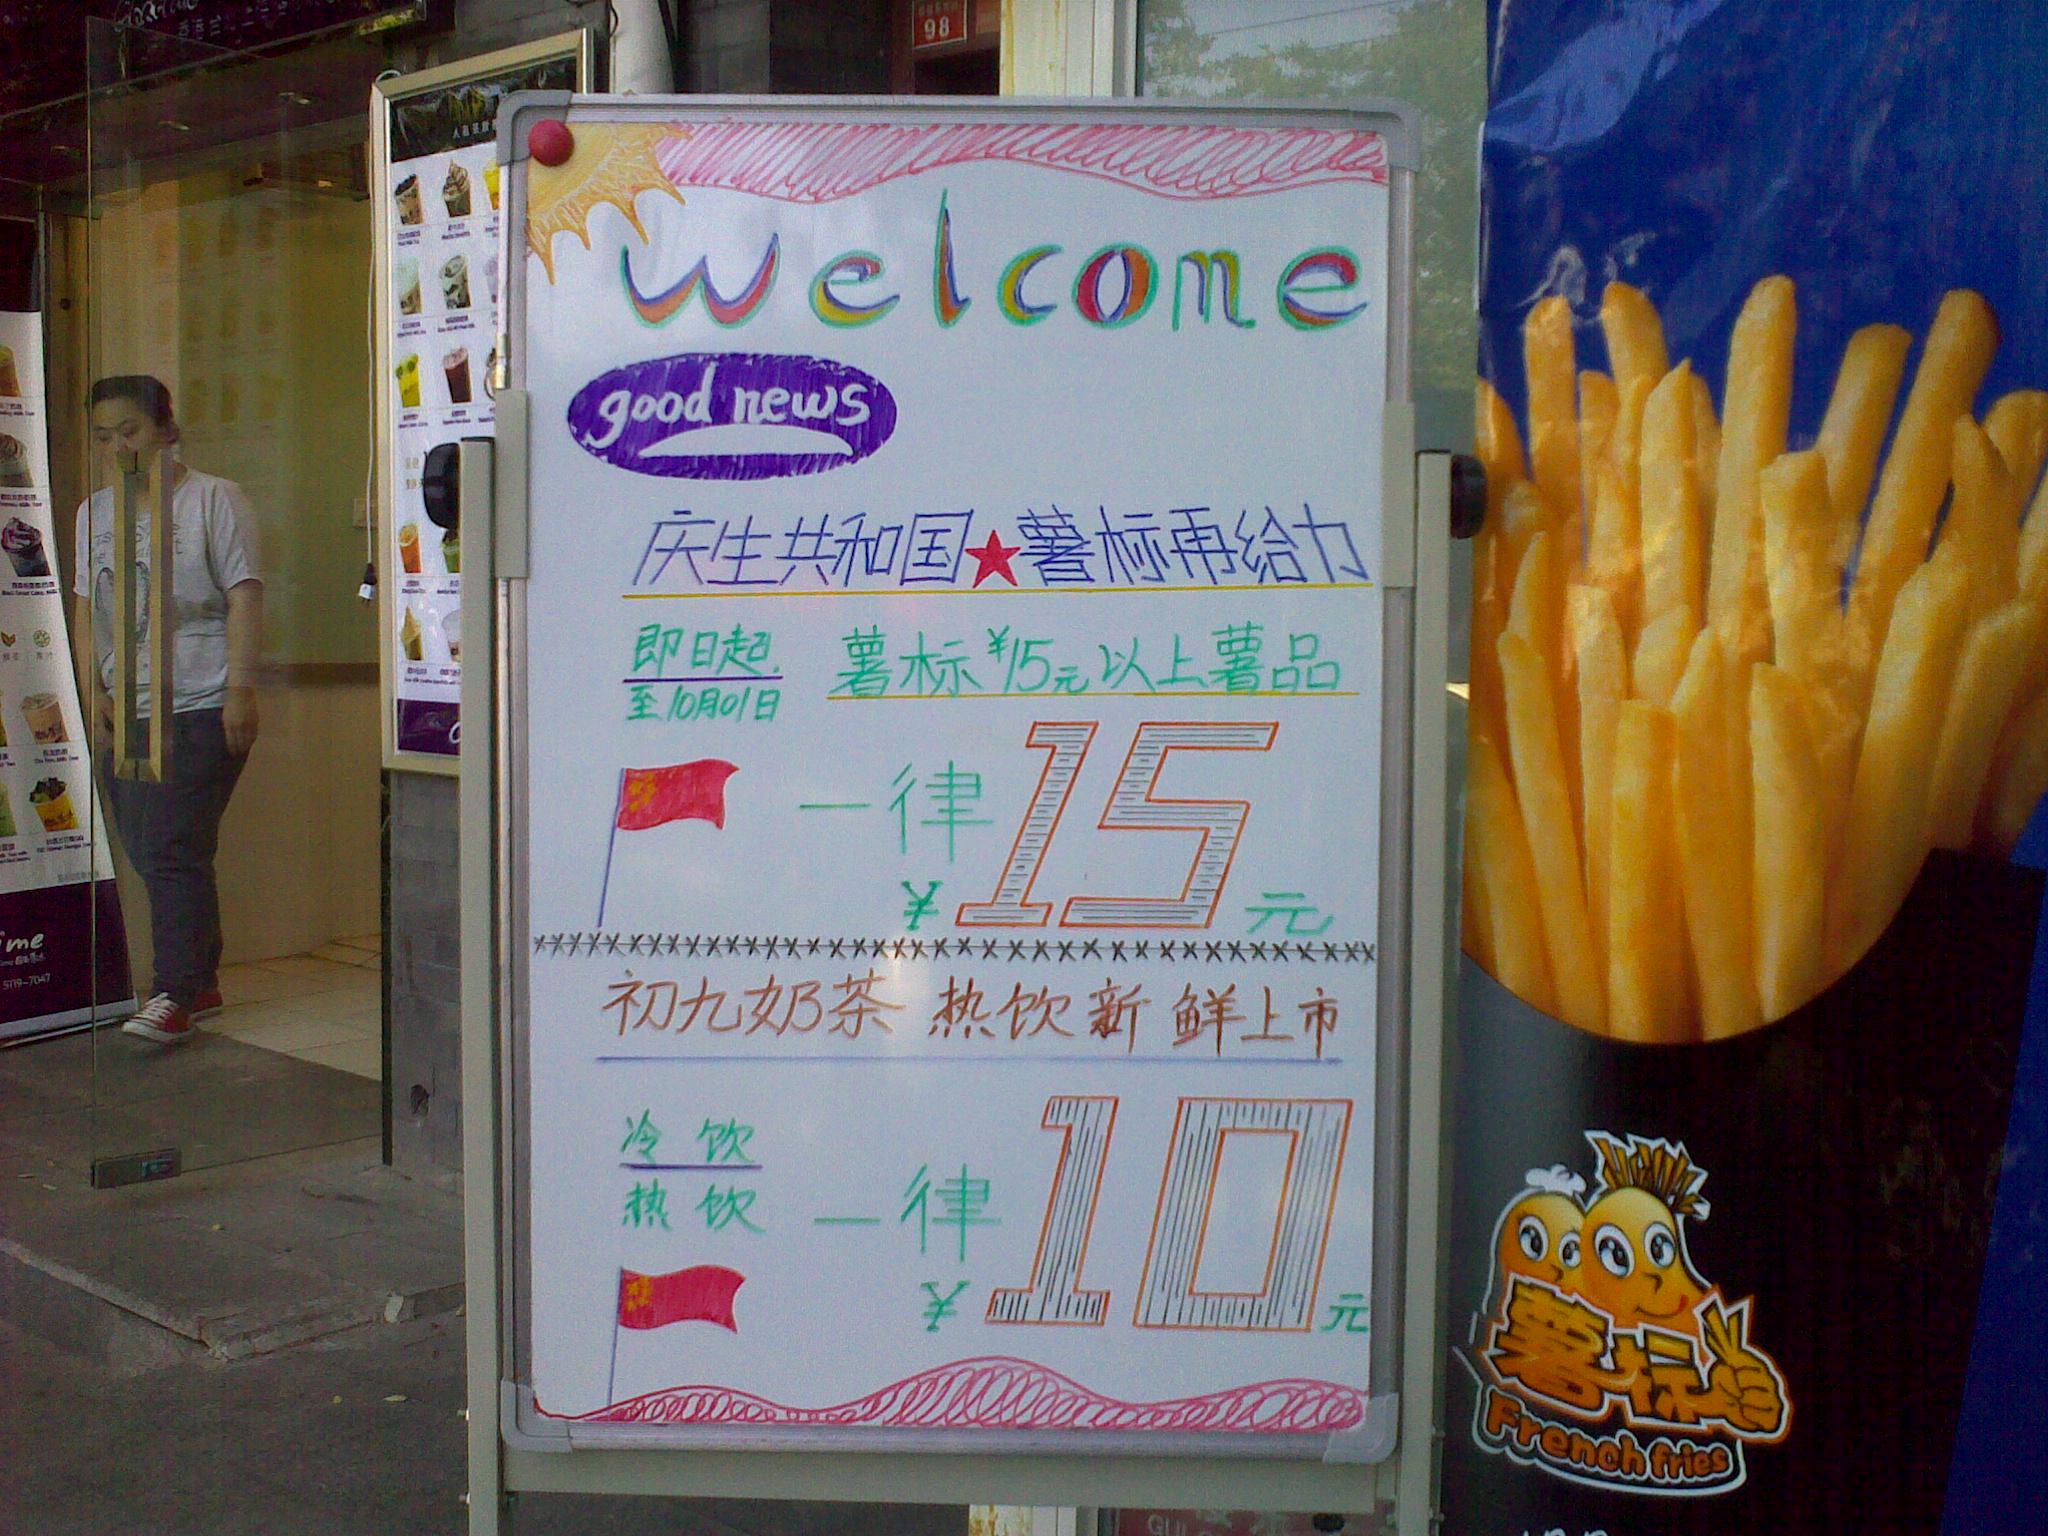 98
welcome
good news
庆生共和国★薯标再给力
即日起
至10月01日
薯标¥15元以上薯品
一律
¥15元
初九奶茶 热饮新鲜上市
冷饮
热饮
一律
¥10元
薯标
French fries
5119-7047